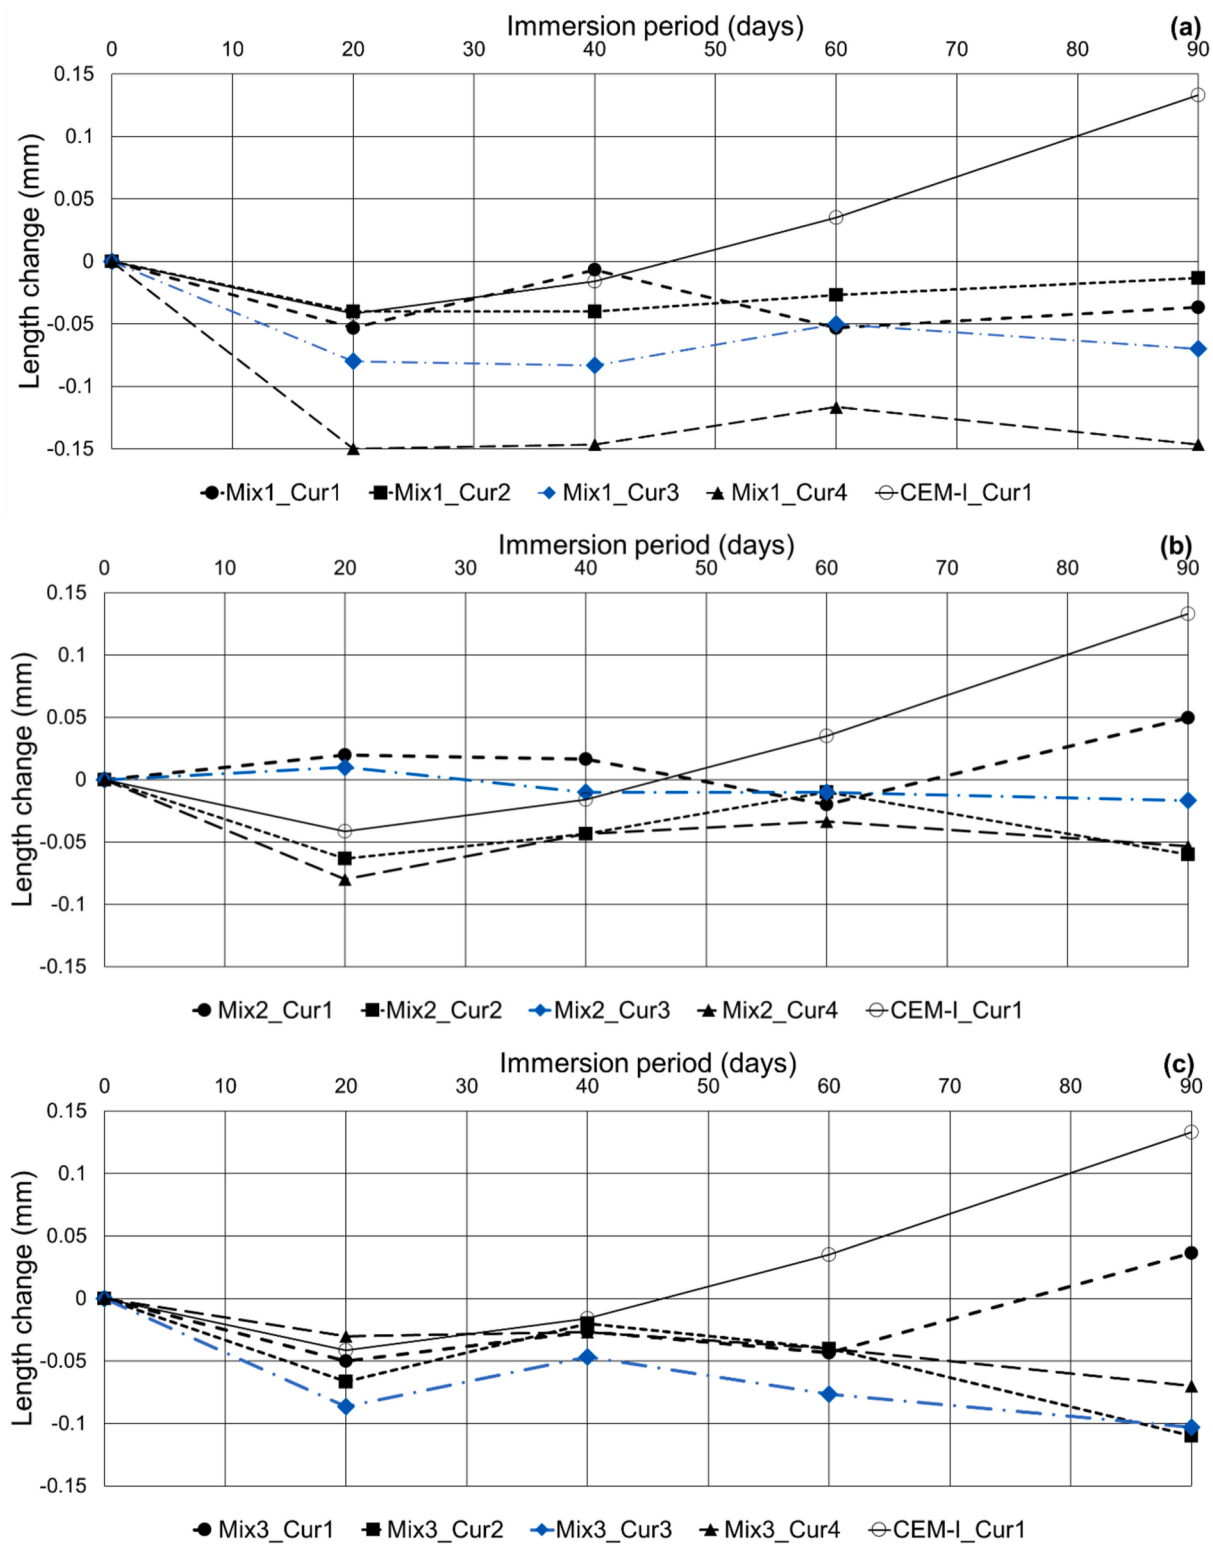 Immersion period (days) (a)
0 10 20 30 40 50 60 70 80 90
Length change (mm)
0.15
0.1
0.05
0
-0.05
-0.1
-0.15
Mix1_Cur1 Mix1_Cur2 Mix1_Cur3 Mix1_Cur4 CEM-I_Cur1
Immersion period (days) (b)
0 10 20 30 40 50 60 70 80 90
Length change (mm)
0.15
0.1
0.05
0
-0.05
-0.1
-0.15
Mix2_Cur1 Mix2_Cur2 Mix2_Cur3 Mix2_Cur4 CEM-I_Cur1
Immersion period (days) (c)
0 10 20 30 40 50 60 70 80 90
Length change (mm)
0.15
0.1
0.05
0
-0.05
-0.1
-0.15
Mix3_Cur1 Mix3_Cur2 Mix3_Cur3 Mix3_Cur4 CEM-I_Cur1